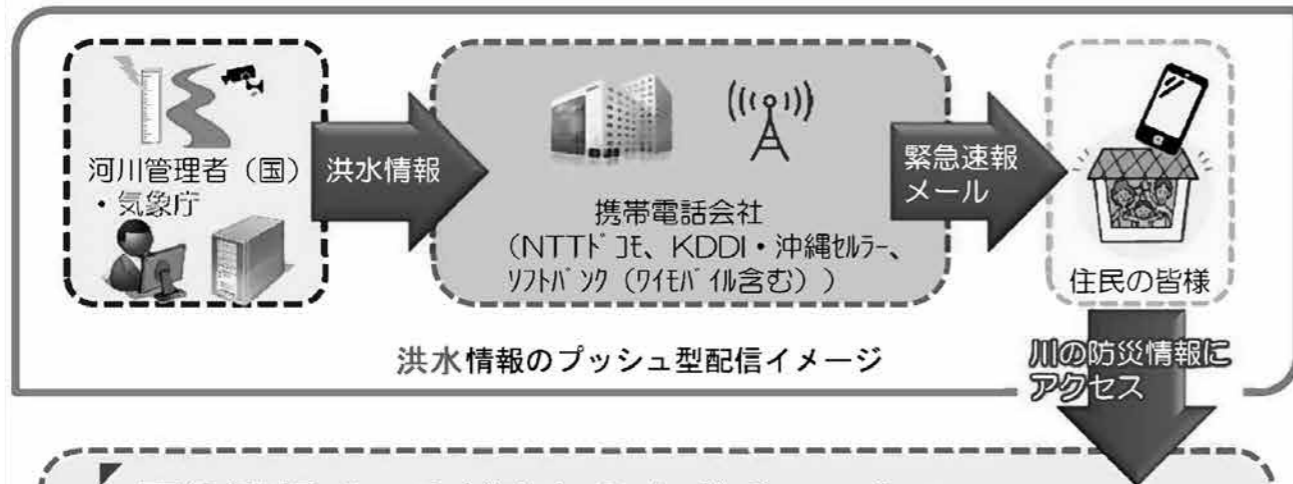 河川管理者（国）
・気象庁
洪水情報
携帯電話会社
（NTTﾄﾞｺﾓ、KDDI・沖縄ｾﾙﾗｰ、
ｿﾌﾄﾊﾞﾝｸ（ﾜｲﾓﾊﾞｲﾙ含む））
緊急速報
メール
住民の皆様
洪水情報のプッシュ型配信イメージ
川の防災情報に
アクセス